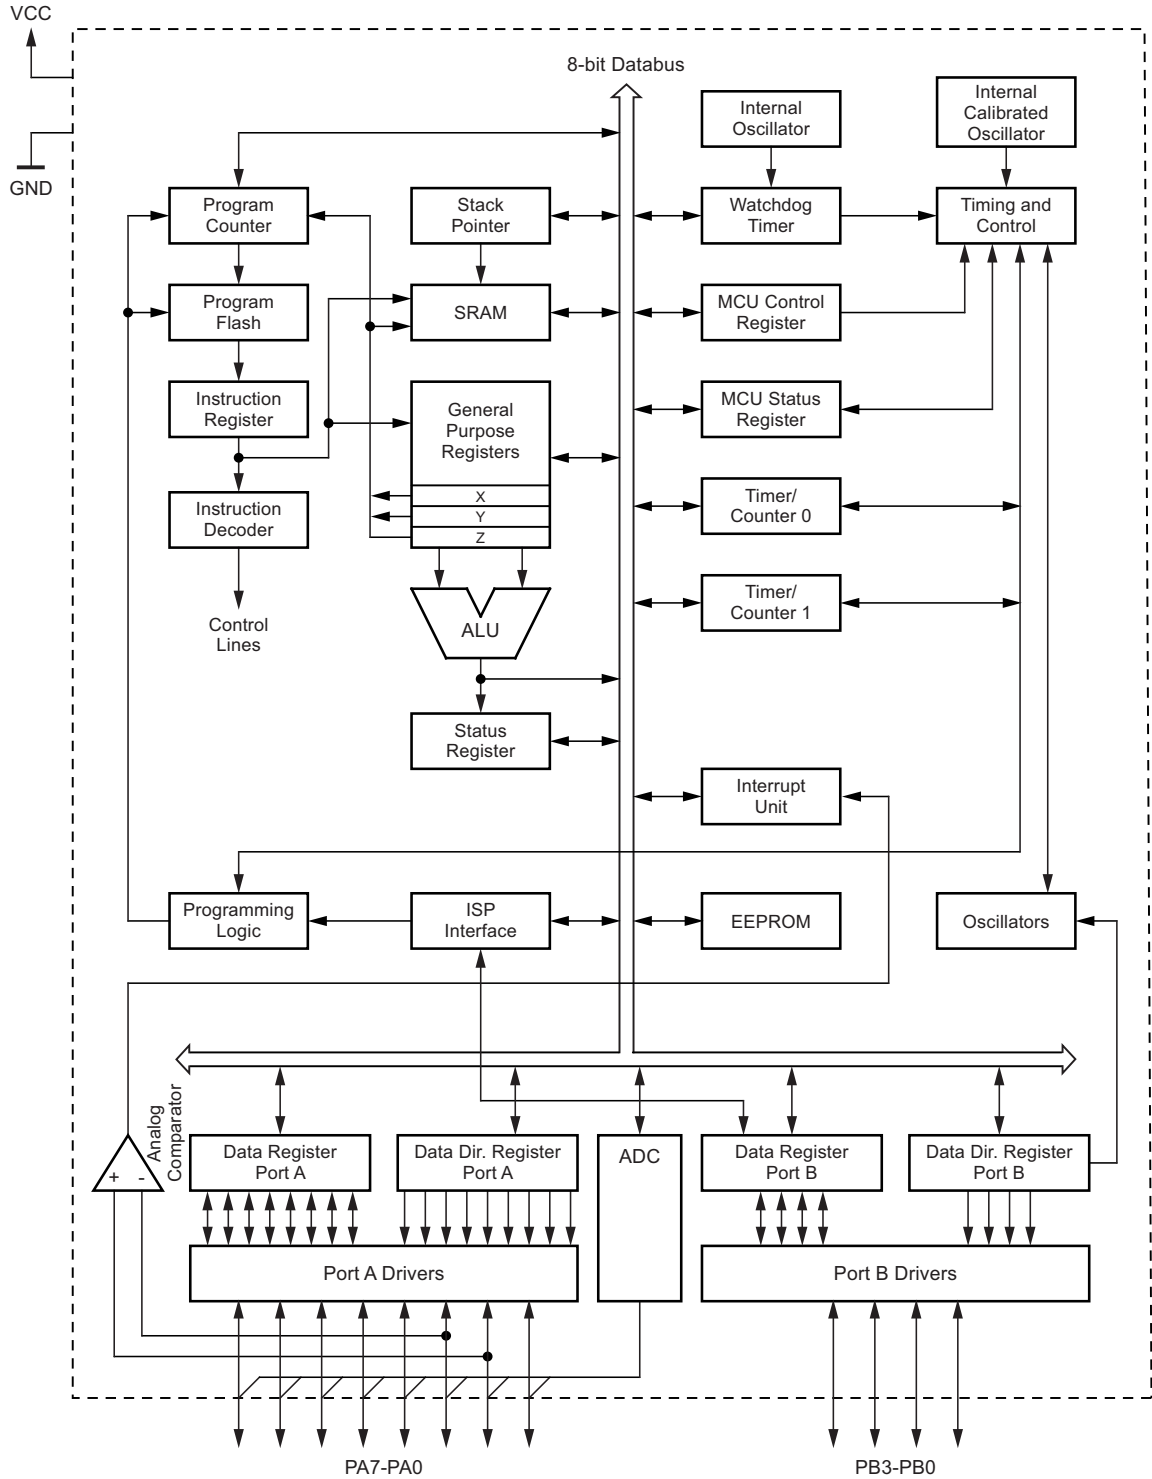 VCC
GND
8-bit Databus
Internal
Oscillator
Internal
Calibrated
Oscillator
Program
Counter
Stack
Pointer
Watchdog
Timer
Timing and
Control
Program
Flash
SRAM
MCU Control
Register
Instruction
Register
General
Purpose
Registers
X
Y
Z
MCU Status
Register
Instruction
Decoder
Timer/
Counter 0
Control
Lines
ALU
Timer/
Counter 1
Status
Register
Interrupt
Unit
Programming
Logic
ISP
Interface
EEPROM
Oscillators
Analog
Comparator
+ -
Data Register
Port A
Data Dir. Register
Port A
ADC
Data Register
Port B
Data Dir. Register
Port B
Port A Drivers
Port B Drivers
PA7-PA0
PB3-PB0